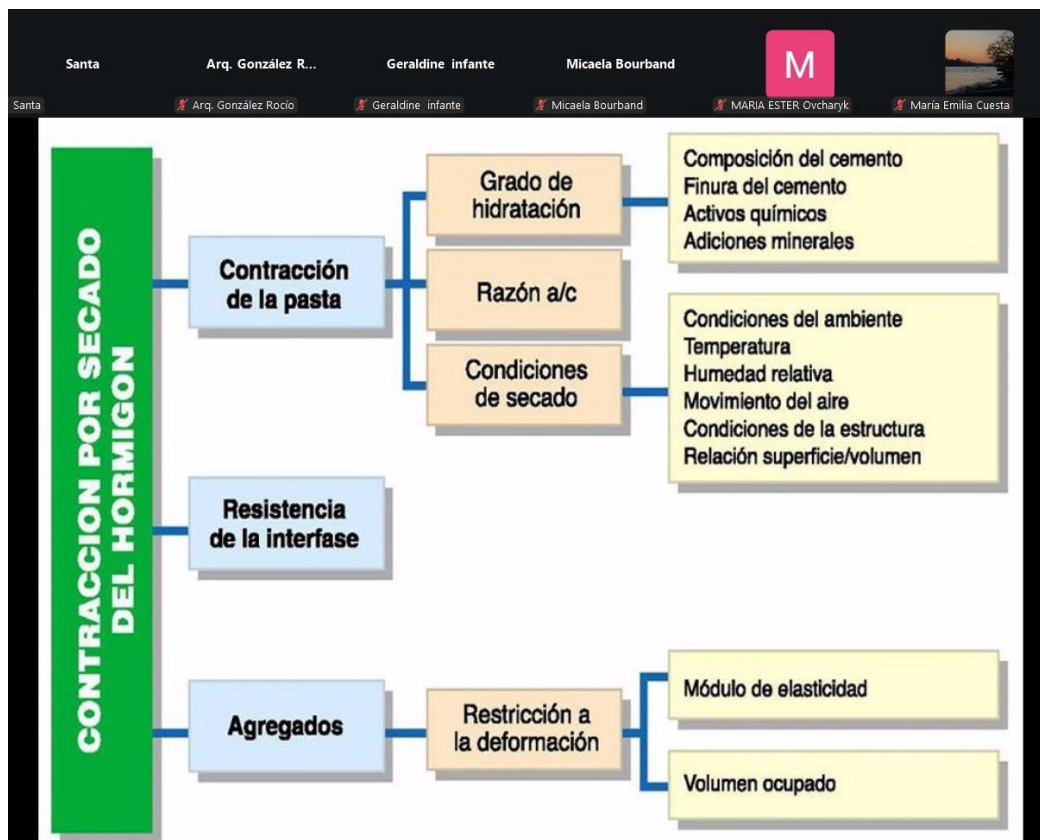 Santa
Arq. González R...
Geraldine infante
Micaela Bourband
M
Santa
Arq. González Rocío
Geraldine infante
Micaela Bourband
MARIA ESTER Ovcharyk
María Emilia Cuesta
CONTRACCION POR SECADO
DEL HORMIGON
Contracción
de la pasta
Grado de
hidratación
Composición del cemento
Finura del cemento
Activos químicos
Adiciones minerales
Razón a/c
Condiciones
de secado
Condiciones del ambiente
Temperatura
Humedad relativa
Movimiento del aire
Condiciones de la estructura
Relación superficie/volumen
Resistencia
de la interfase
Agregados
Restricción a
la deformación
Módulo de elasticidad
Volumen ocupado